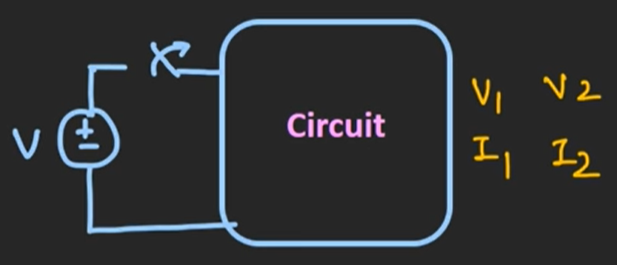 V
+
−
Circuit
V₁ V2
I₁ I₂